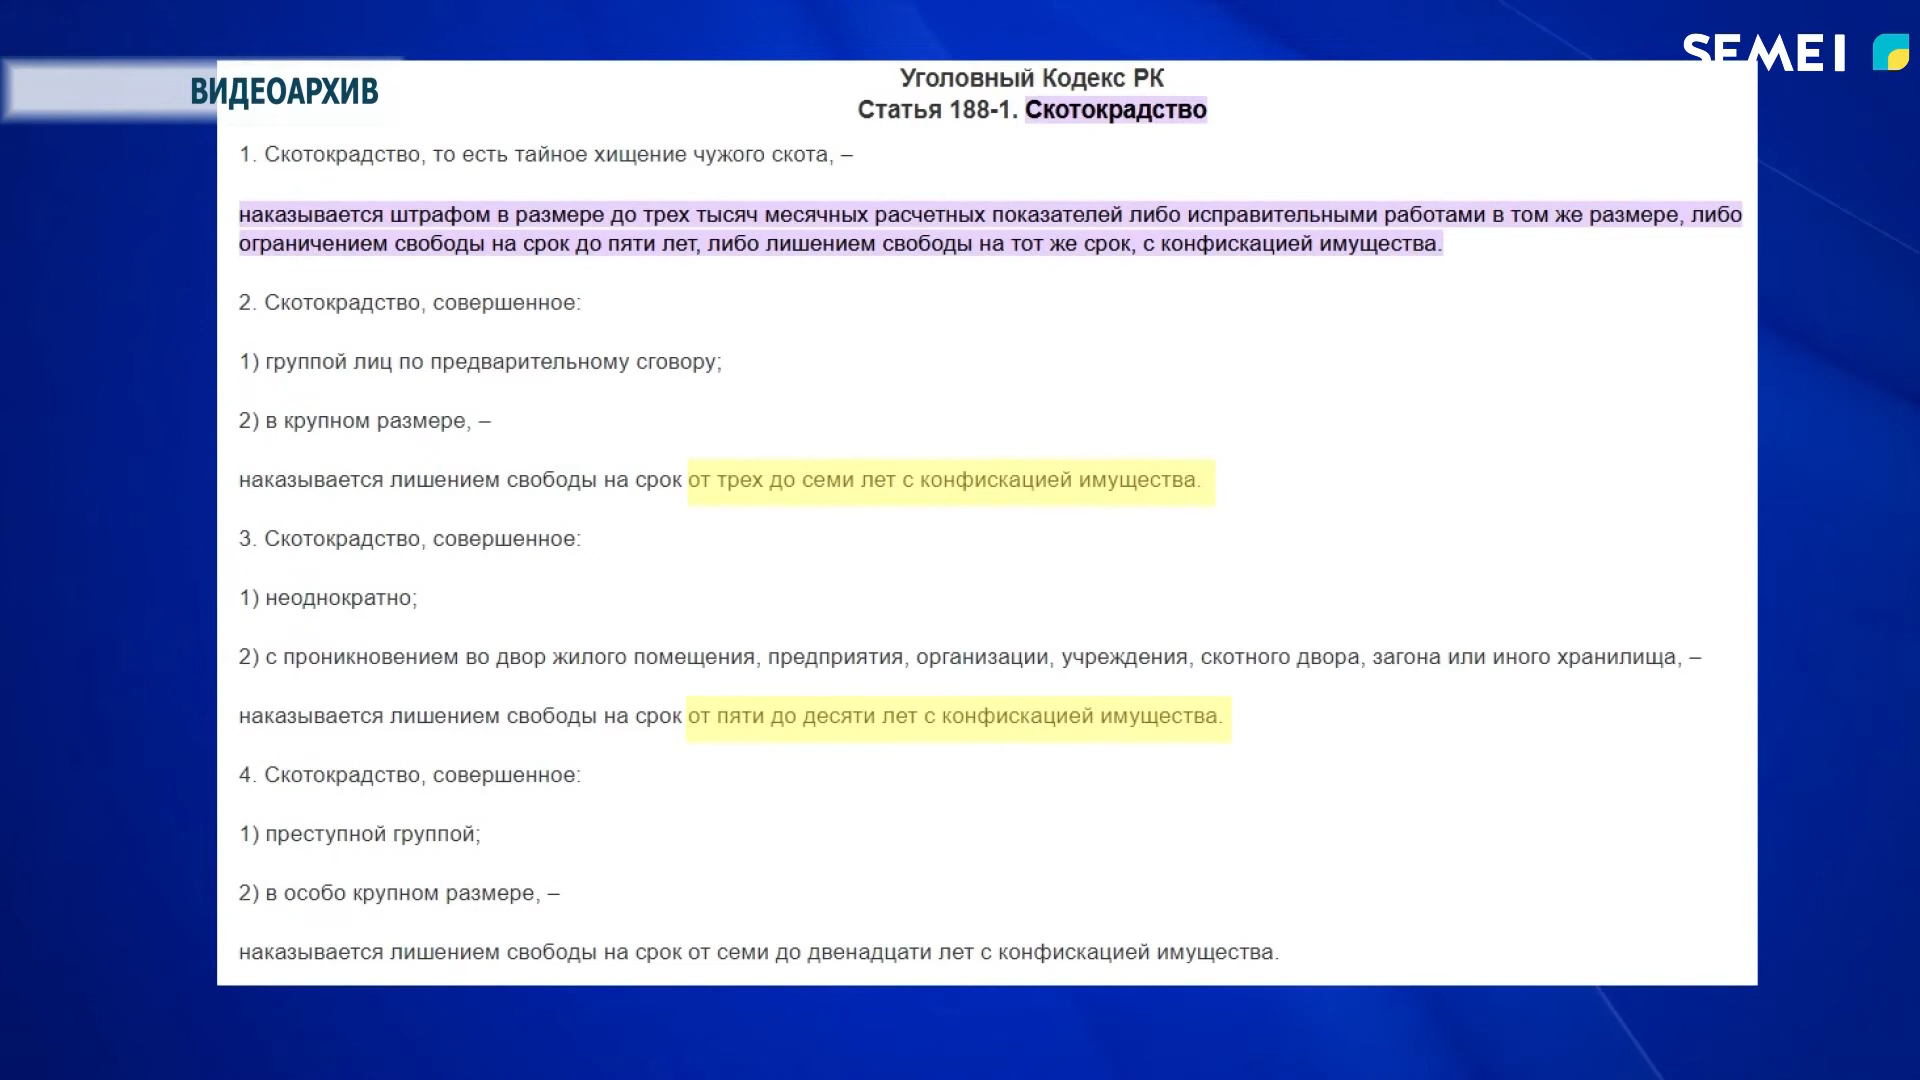 SEMEI
ВИДЕОАРХИВ
Уголовный Кодекс РК
Статья 188-1. Скотокрадство
1. Скотокрадство, то есть тайное хищение чужого скота, –
наказывается штрафом в размере до трех тысяч месячных расчетных показателей либо исправительными работами в том же размере, либо
ограничением свободы на срок до пяти лет, либо лишением свободы на тот же срок, с конфискацией имущества.
2. Скотокрадство, совершенное:
1) группой лиц по предварительному сговору;
2) в крупном размере, –
наказывается лишением свободы на срок от трех до семи лет с конфискацией имущества.
3. Скотокрадство, совершенное:
1) неоднократно;
2) с проникновением во двор жилого помещения, предприятия, организации, учреждения, скотного двора, загона или иного хранилища, –
наказывается лишением свободы на срок от пяти до десяти лет с конфискацией имущества.
4. Скотокрадство, совершенное:
1) преступной группой;
2) в особо крупном размере, –
наказывается лишением свободы на срок от семи до двенадцати лет с конфискацией имущества.